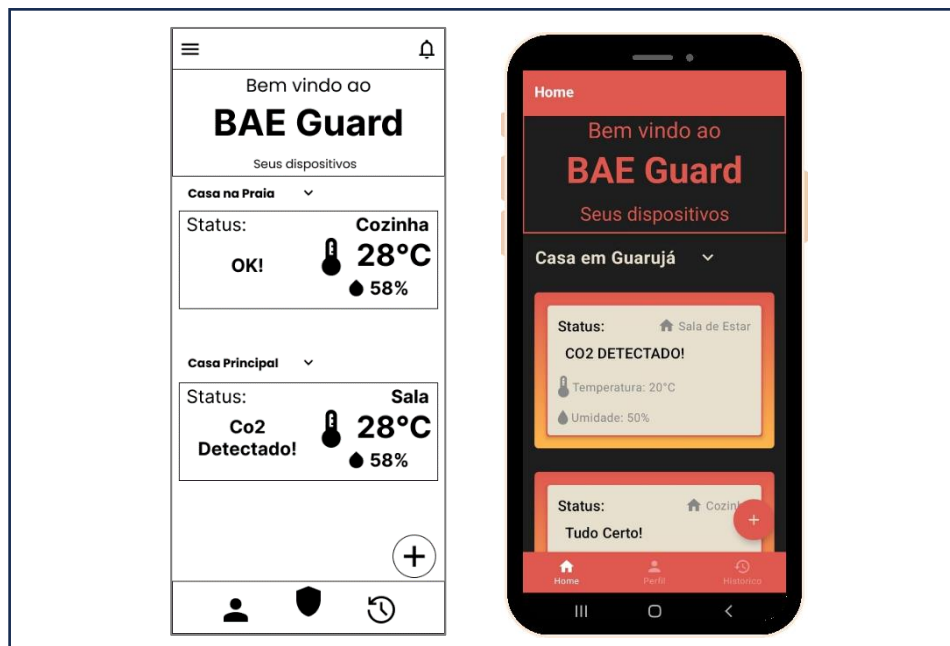 Bem vindo ao
BAE Guard
Seus dispositivos
Casa na Praia
Status: Cozinha
OK! 28°C
58%
Casa Principal
Status: Sala
Co2 28°C
Detectado!
58%
Home
Bem vindo ao
BAE Guard
Seus dispositivos
Casa em Guarujá
Status: Sala de Estar
CO2 DETECTADO!
Temperatura: 20°C
Umidade: 50%
Status:
Tudo Certo!
+
Home Perfil Historico